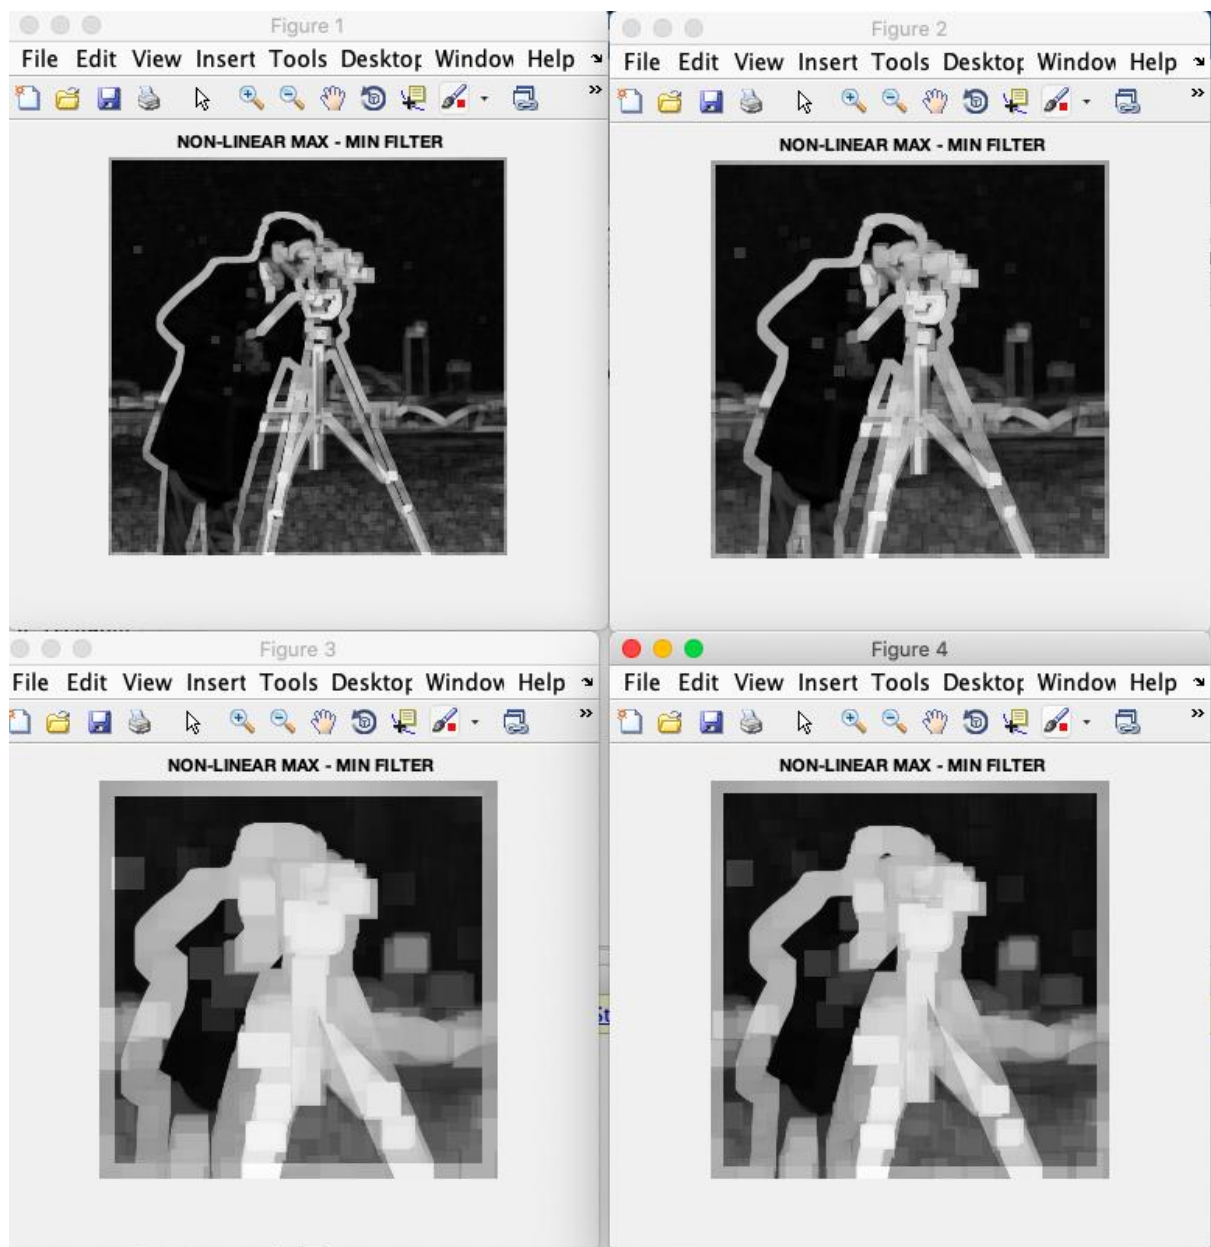 Figure 1
File Edit View Insert Tools Desktop Window Help
NON-LINEAR MAX - MIN FILTER
Figure 2
File Edit View Insert Tools Desktop Window Help
NON-LINEAR MAX - MIN FILTER
Figure 3
File Edit View Insert Tools Desktop Window Help
NON-LINEAR MAX - MIN FILTER
St
Figure 4
File Edit View Insert Tools Desktop Window Help
NON-LINEAR MAX - MIN FILTER